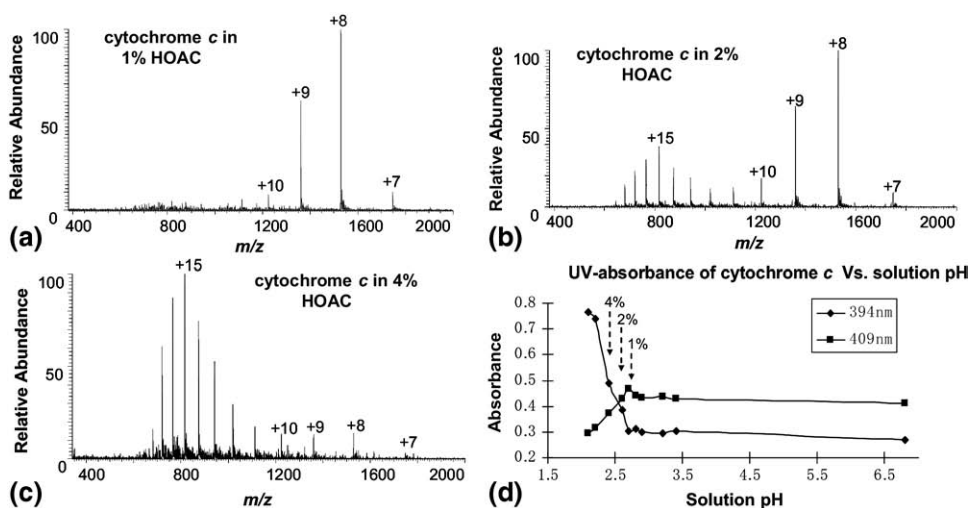 100
50
0
Relative Abundance
cytochrome c in
1% HOAC
+8
+9
+10
+7
400 800 1200 1600 2000
m/z
(a)
100
50
0
Relative Abundance
cytochrome c in 2%
HOAC
+8
+9
+15
+10
+7
400 800 1200 1600 2000
m/z
(b)
100
50
0
Relative Abundance
+15
cytochrome c in 4%
HOAC
+10
+9
+8
+7
400 800 1200 1600 2000
m/z
(c)
UV-absorbance of cytochrome c Vs. solution pH
0.8
0.7
0.6
0.5
0.4
0.3
0.2
Absorbance
4%
2%
1%
394nm
409nm
1.5 2.5 3.5 4.5 5.5 6.5
Solution pH
(d)